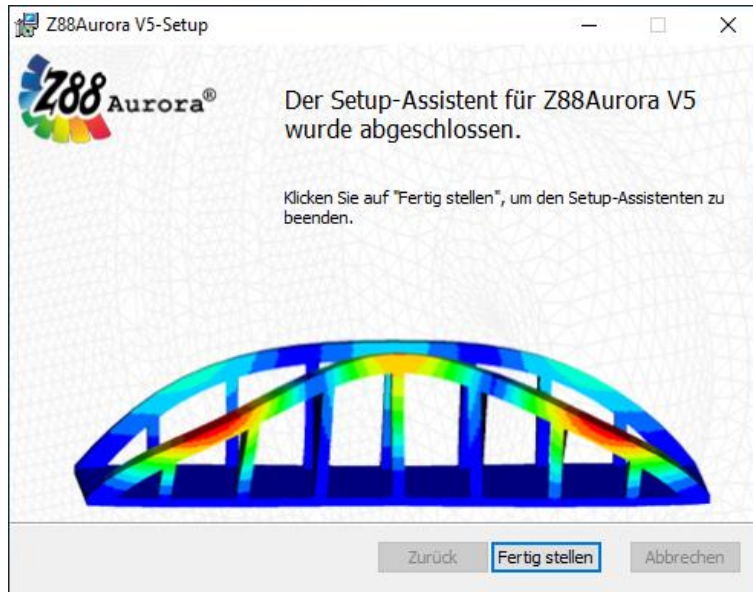 Z88Aurora V5-Setup
Z88 Aurora®
Der Setup-Assistent für Z88Aurora V5
wurde abgeschlossen.
Klicken Sie auf "Fertig stellen", um den Setup-Assistenten zu
beenden.
Zurück Fertig stellen Abbrechen